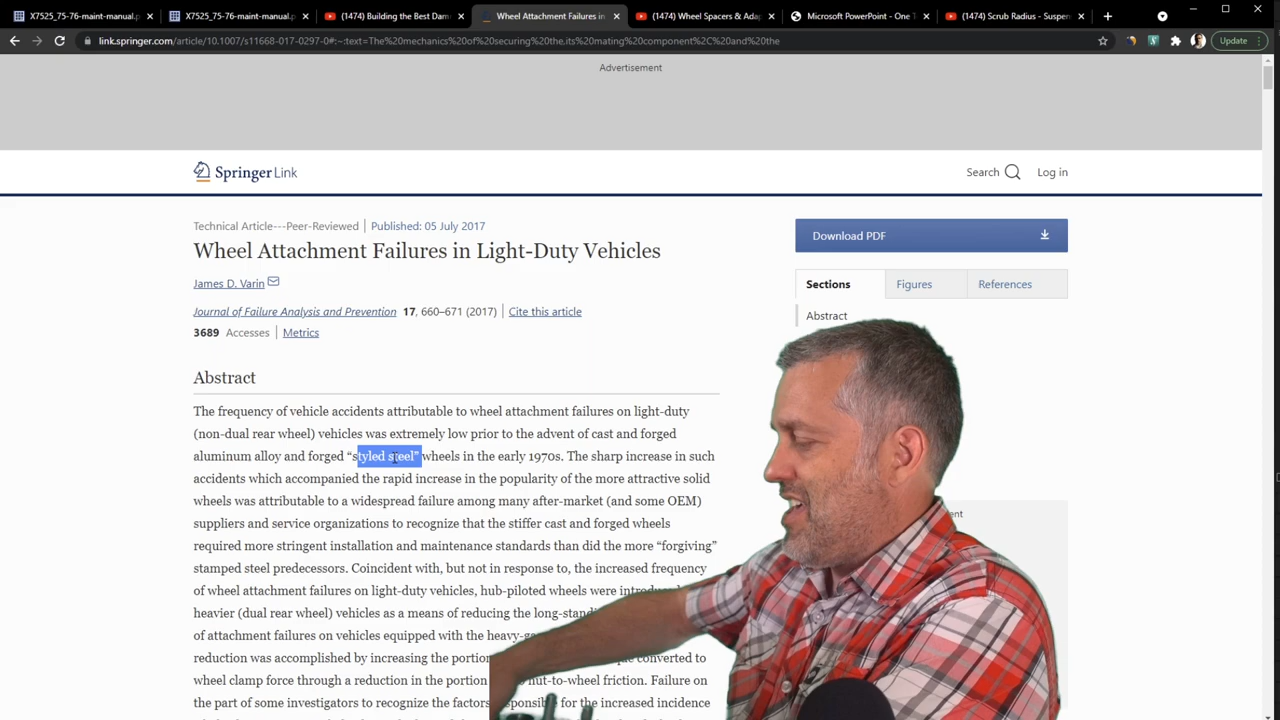 X7525_75-76-maint-manual.p
X7525_75-76-maint-manual.p
(1474) Building the Best Dam
Wheel Attachment Failures in
(1474) Wheel Spacers & Ada
Microsoft PowerPoint - One T
(1474) Scrub Radius - Suspen
link.springer.com/article/10.1007/s11668-017-0297-0#:~:text=The%20mechanics%20of%20securing%20the,its%20mating%20component%2C%20and%20the
Update
Advertisement
Springer Link
Search
Log in
Technical Article---Peer-Reviewed | Published: 05 July 2017
Wheel Attachment Failures in Light-Duty Vehicles
James D. Varin
Journal of Failure Analysis and Prevention 17, 660–671 (2017) | Cite this article
3689 Accesses | Metrics
Download PDF
Sections
Figures
References
Abstract
Abstract
The frequency of vehicle accidents attributable to wheel attachment failures on light-duty
(non-dual rear wheel) vehicles was extremely low prior to the advent of cast and forged
aluminum alloy and forged “styled steel” wheels in the early 1970s. The sharp increase in such
accidents which accompanied the rapid increase in the popularity of the more attractive solid
wheels was attributable to a widespread failure among many after-market (and some OEM)
suppliers and service organizations to recognize that the stiffer cast and forged wheels
required more stringent installation and maintenance standards than did the more “forgiving”
stamped steel predecessors. Coincident with, but not in response to, the increased frequency
of wheel attachment failures on light-duty vehicles, hub-piloted wheels were
heavier (dual rear wheel) vehicles as a means of reducing the
of attachment failures on vehicles equipped with the
reduction was accomplished by increasing the portion converted to
wheel clamp force through a reduction in the portion nut-to-wheel friction. Failure on
the part of some investigators to recognize the factors for the increased incidence